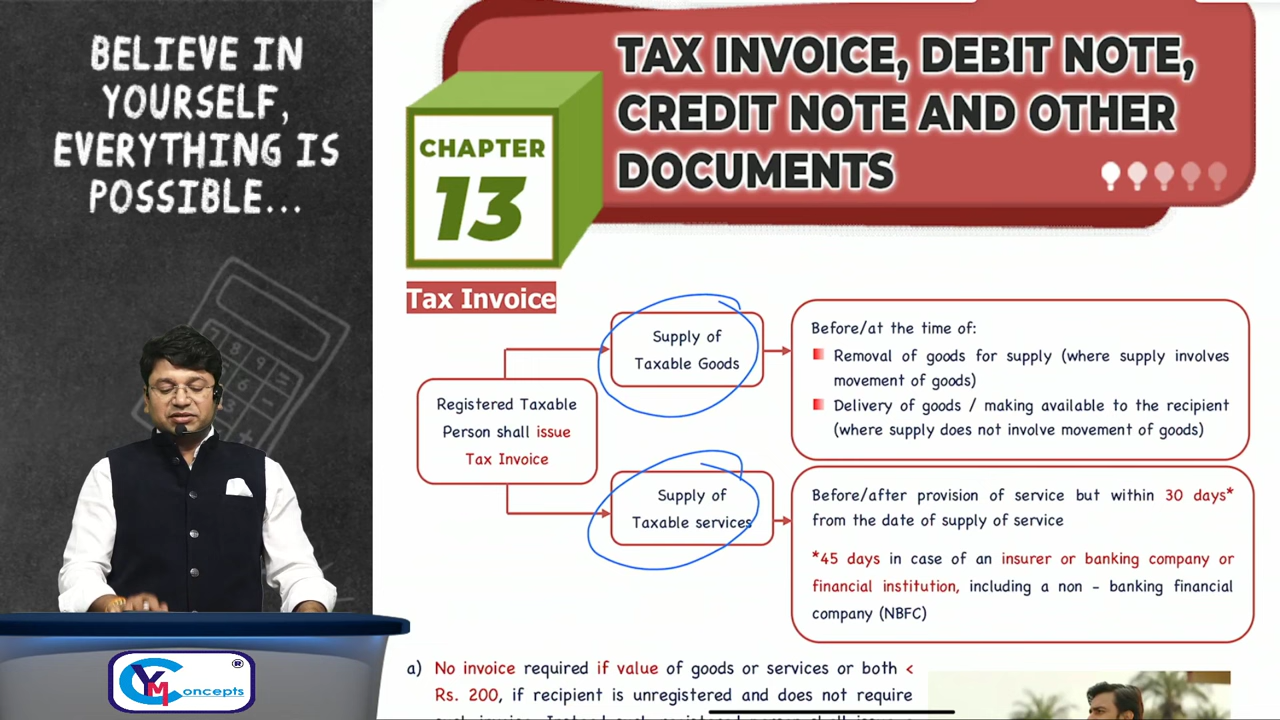 BELIEVE IN
YOURSELF,
EVERYTHING IS
POSSIBLE...
CYM
Concepts
®
CHAPTER
13
TAX INVOICE, DEBIT NOTE,
CREDIT NOTE AND OTHER
DOCUMENTS
Tax Invoice
Registered Taxable
Person shall issue
Tax Invoice
Supply of
Taxable Goods
Before/at the time of:
Removal of goods for supply (where supply involves
movement of goods)
Delivery of goods / making available to the recipient
(where supply does not involve movement of goods)
Supply of
Taxable services
Before/after provision of service but within 30 days*
from the date of supply of service
*45 days in case of an insurer or banking company or
financial institution, including a non - banking financial
company (NBFC)
a) No invoice required if value of goods or services or both <
Rs. 200, if recipient is unregistered and does not require